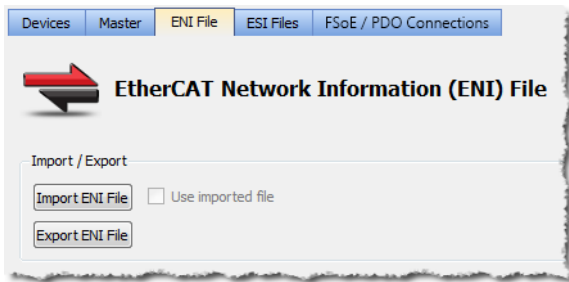 Devices Master ENI File ESI Files FSoE / PDO Connections
EtherCAT Network Information (ENI) File
Import / Export
Import ENI File Use imported file
Export ENI File